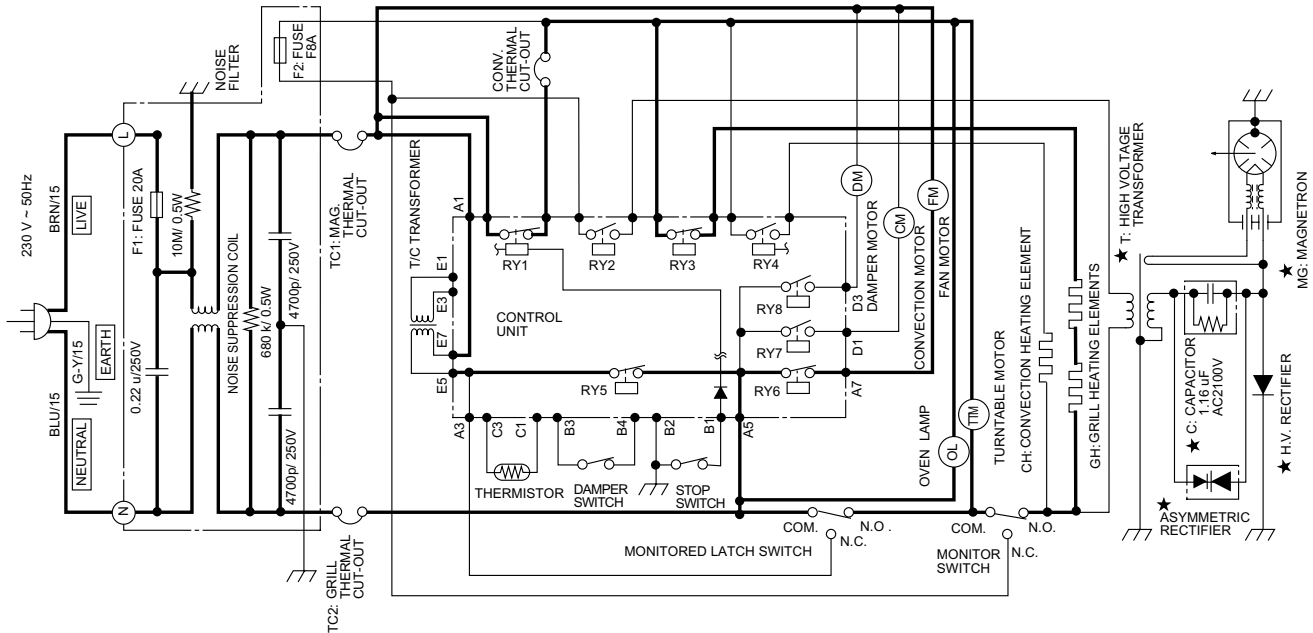 230 V ~ 50Hz
BRN/15
LIVE
G-Y/15
EARTH
BLU/15
NEUTRAL
L
N
F1: FUSE 20A
10M/ 0.5W
0.22 u/250V
NOISE
FILTER
NOISE SUPPRESSION COIL
680 k/ 0.5W
4700p/ 250V
4700p/ 250V
F2: FUSE
F8A
TC1: MAG.
THERMAL
CUT-OUT
TC2: GRILL
THERMAL
CUT-OUT
CONV.
THERMAL
CUT-OUT
T/C TRANSFORMER
A1
E1
E3
E7
E5
CONTROL
UNIT
RY1
RY2
RY3
RY4
RY5
RY6
RY7
RY8
A3
C3
C1
B3
B4
B2
B1
A5
A7
D1
D3
THERMISTOR
DAMPER
SWITCH
STOP
SWITCH
DM
DAMPER MOTOR
CM
CONVECTION MOTOR
FM
FAN MOTOR
OL
OVEN LAMP
TTM
TURNTABLE MOTOR
CH: CONVECTION HEATING ELEMENT
GH: GRILL HEATING ELEMENTS
COM.
N.O .
N.C.
MONITORED LATCH SWITCH
COM.
N.O.
N.C.
MONITOR
SWITCH
★ T: HIGH VOLTAGE
TRANSFORMER
★ C: CAPACITOR
1.16 uF
AC2100V
★ ASYMMETRIC
RECTIFIER
★ H.V. RECTIFIER
★ MG: MAGNETRON